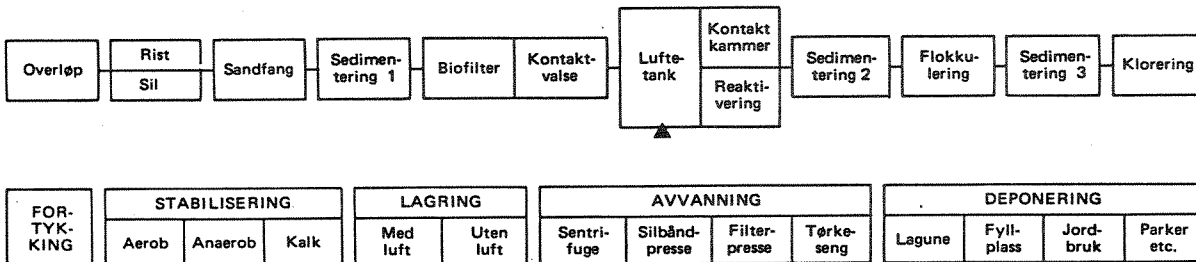 Overløp
Rist
Sil
Sandfang
Sedimen-
tering 1
Biofilter
Kontakt-
valse
Lufte-
tank
Kontakt
kammer
Reakti-
vering
Sedimen-
tering 2
Flokku-
lering
Sedimen-
tering 3
Klorering
FOR-
TYK-
KING
STABILISERING
Aerob
Anaerob
Kalk
LAGRING
Med
luft
Uten
luft
AVVANNING
Sentri-
fuge
Silbånd-
presse
Filter-
presse
Tørke-
seng
DEPONERING
Lagune
Fyll-
plass
Jord-
bruk
Parker
etc.